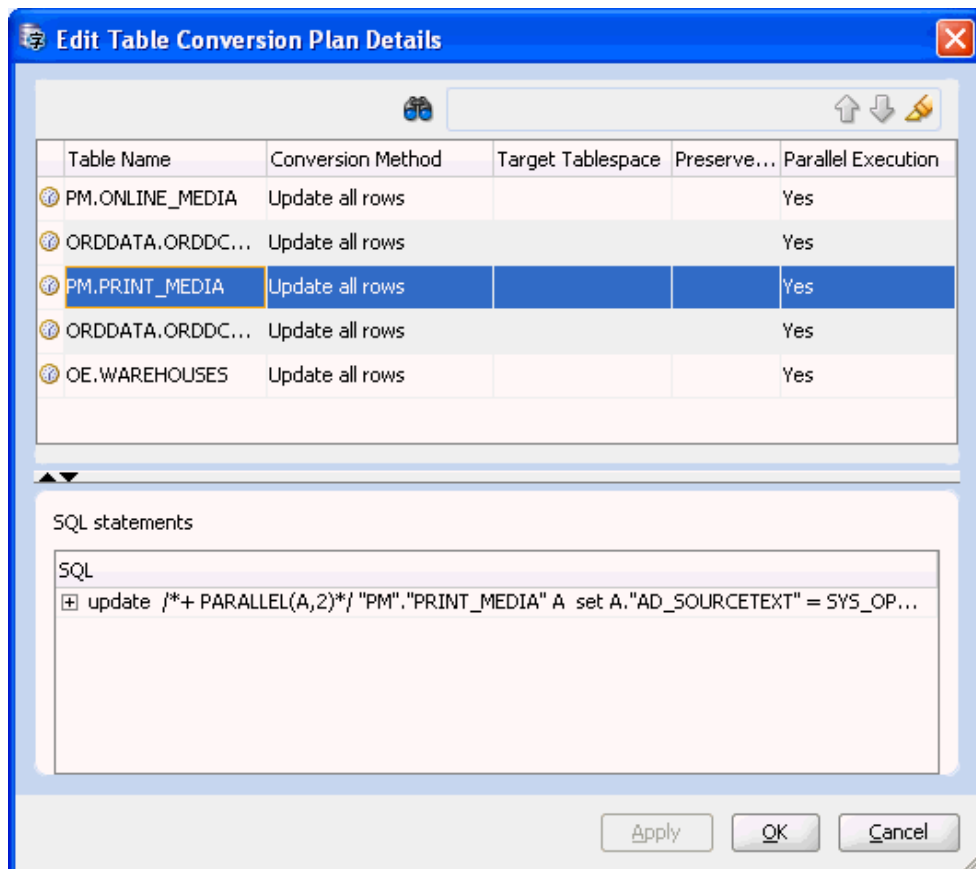 Edit Table Conversion Plan Details
Table Name Conversion Method Target Tablespace Preserve... Parallel Execution
PM.ONLINE_MEDIA Update all rows Yes
ORDDATA.ORDDC... Update all rows Yes
PM.PRINT_MEDIA Update all rows Yes
ORDDATA.ORDDC... Update all rows Yes
OE.WAREHOUSES Update all rows Yes
SQL statements
SQL
update /*+ PARALLEL(A,2)*/ "PM"."PRINT_MEDIA" A set A."AD_SOURCETEXT" = SYS_OP...
Apply OK Cancel